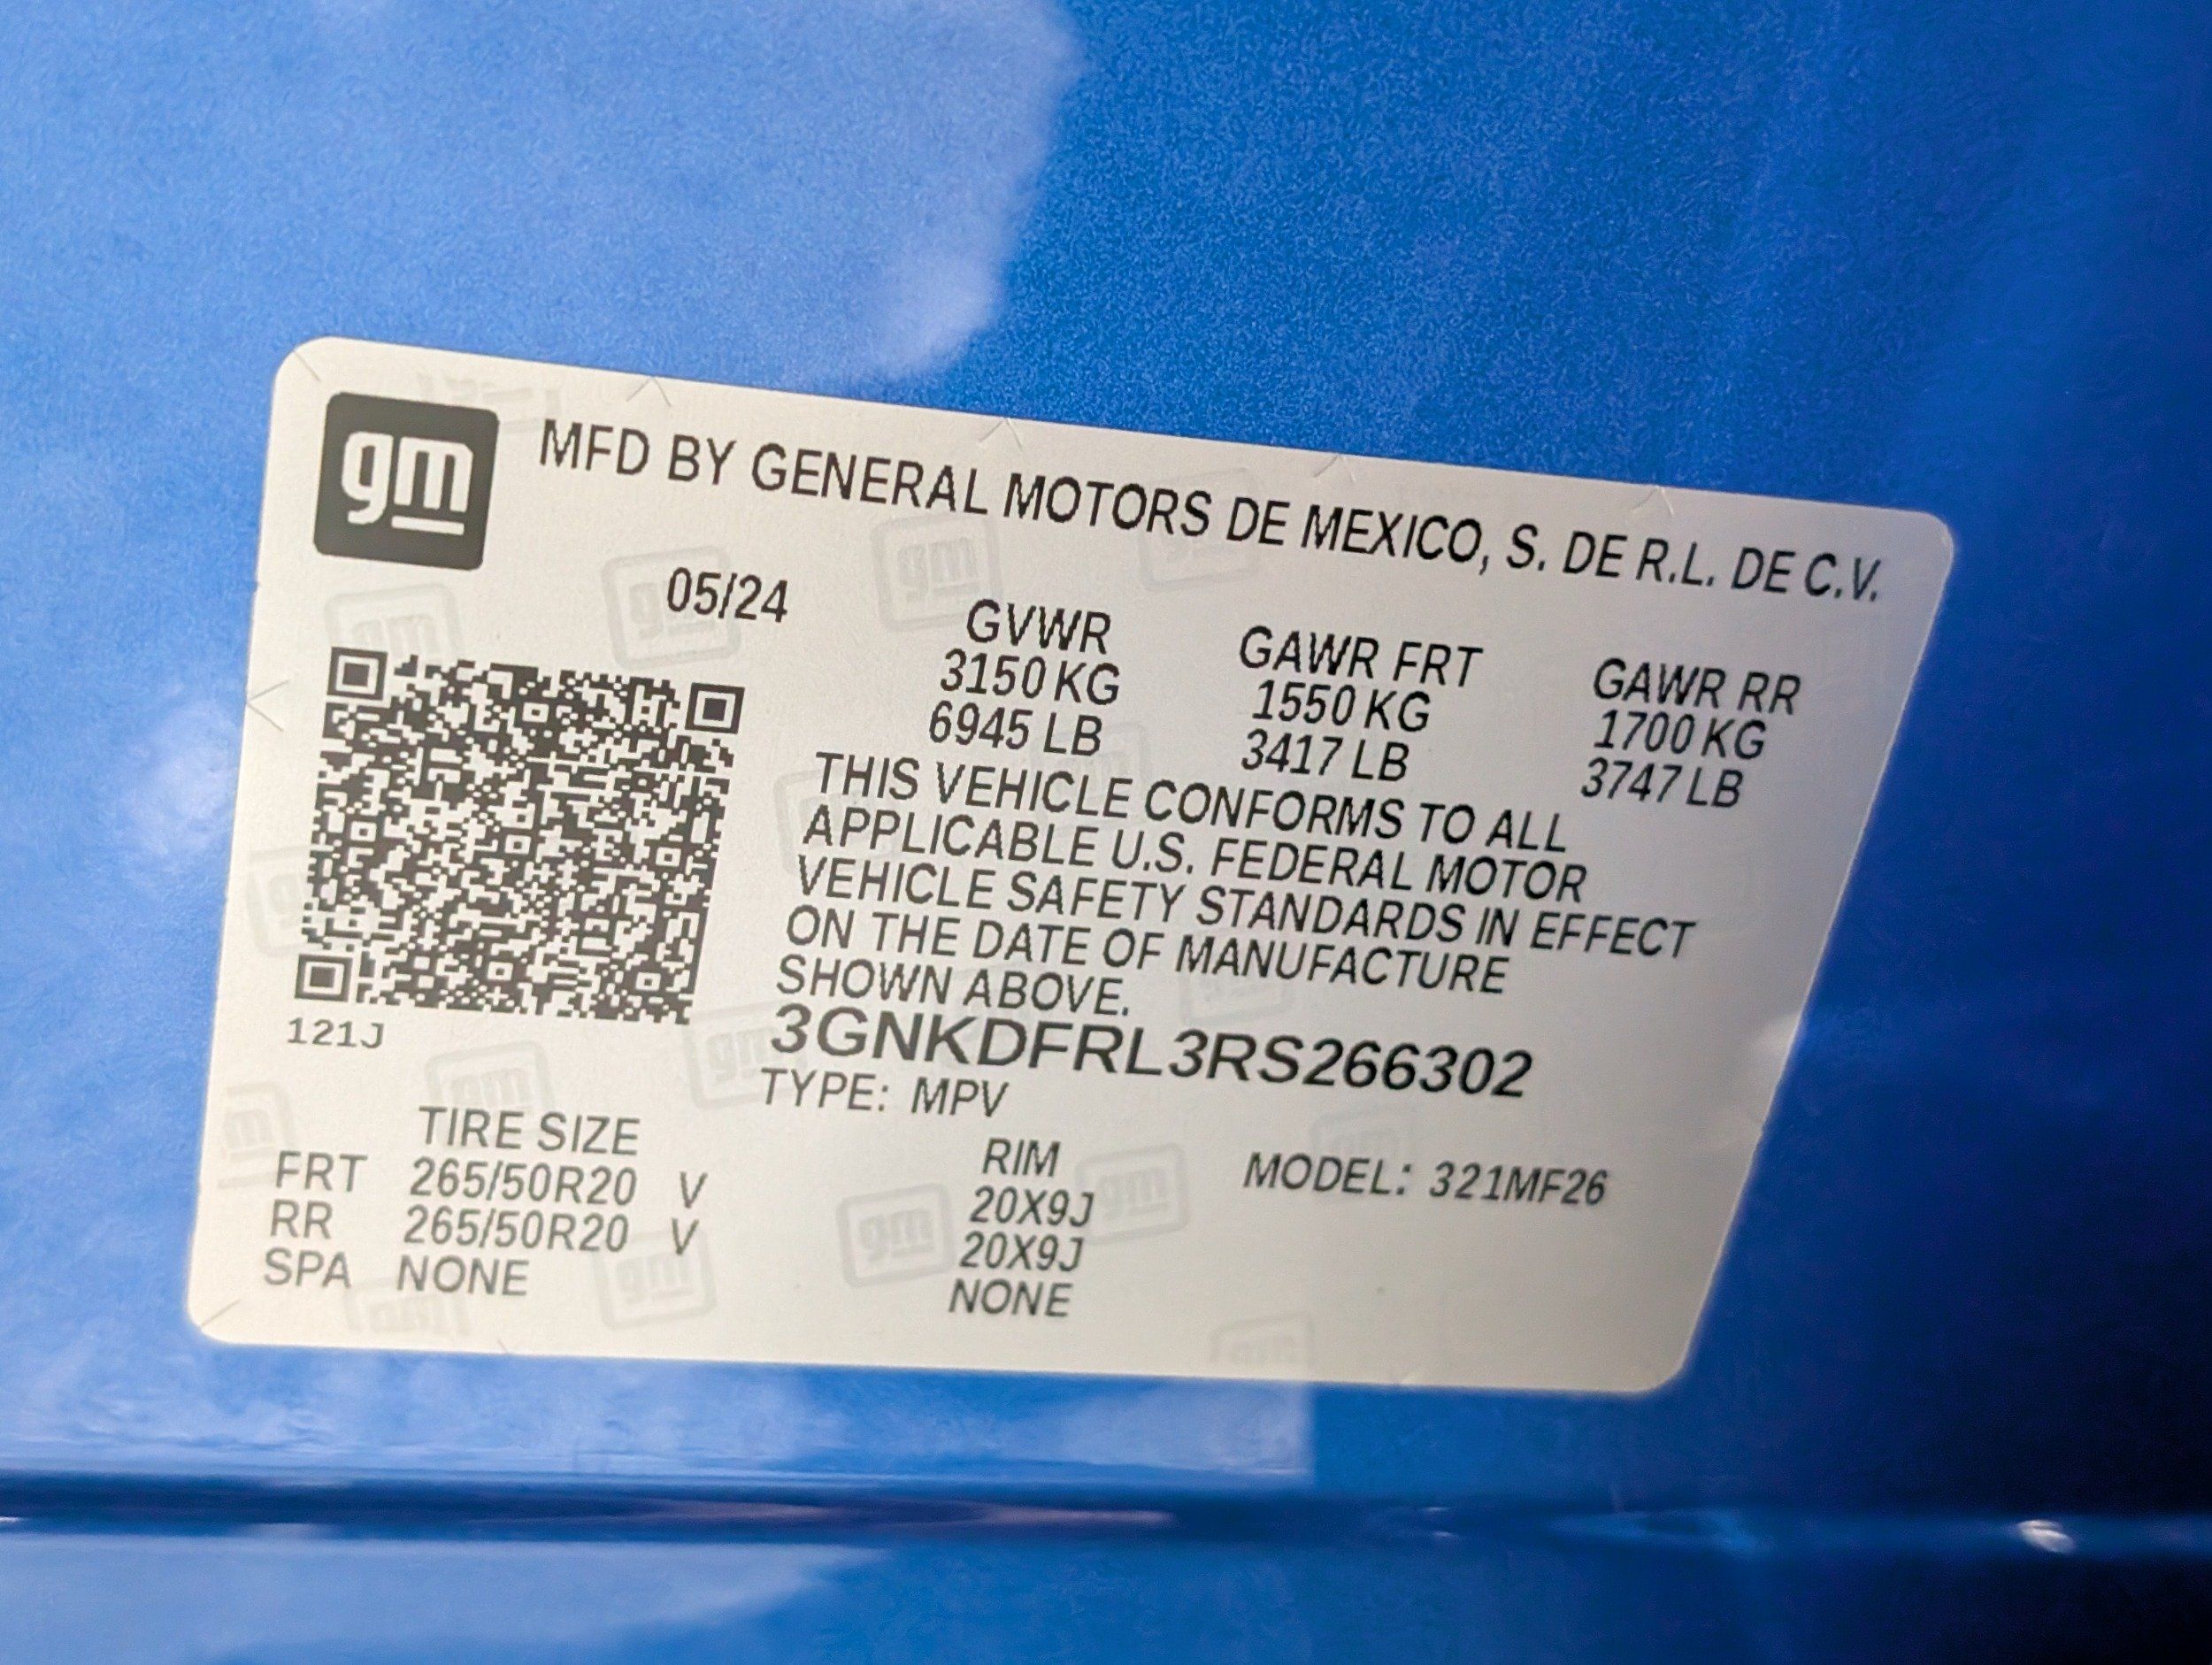 gm
MFD BY GENERAL MOTORS DE MEXICO, S. DE R.L. DE C.V.
05/24
GVWR GAWR FRT GAWR RR
3150 KG 1550 KG 1700 KG
6945 LB 3417 LB 3747 LB
THIS VEHICLE CONFORMS TO ALL
APPLICABLE U.S. FEDERAL MOTOR
VEHICLE SAFETY STANDARDS IN EFFECT
ON THE DATE OF MANUFACTURE
SHOWN ABOVE.
121J
3GNKDFRL3RS266302
TYPE: MPV
TIRE SIZE RIM MODEL: 321MF26
FRT 265/50R20 V 20X9J
RR 265/50R20 V 20X9J
SPA NONE NONE